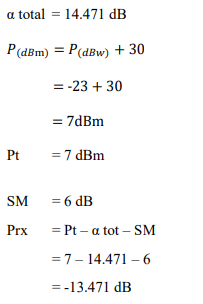 α total = 14.471 dB
P(dBm) = P(dBw) + 30
= -23 + 30
= 7dBm
Pt = 7 dBm
SM = 6 dB
Prx = Pt – α tot – SM
= 7 – 14.471 – 6
= -13.471 dB